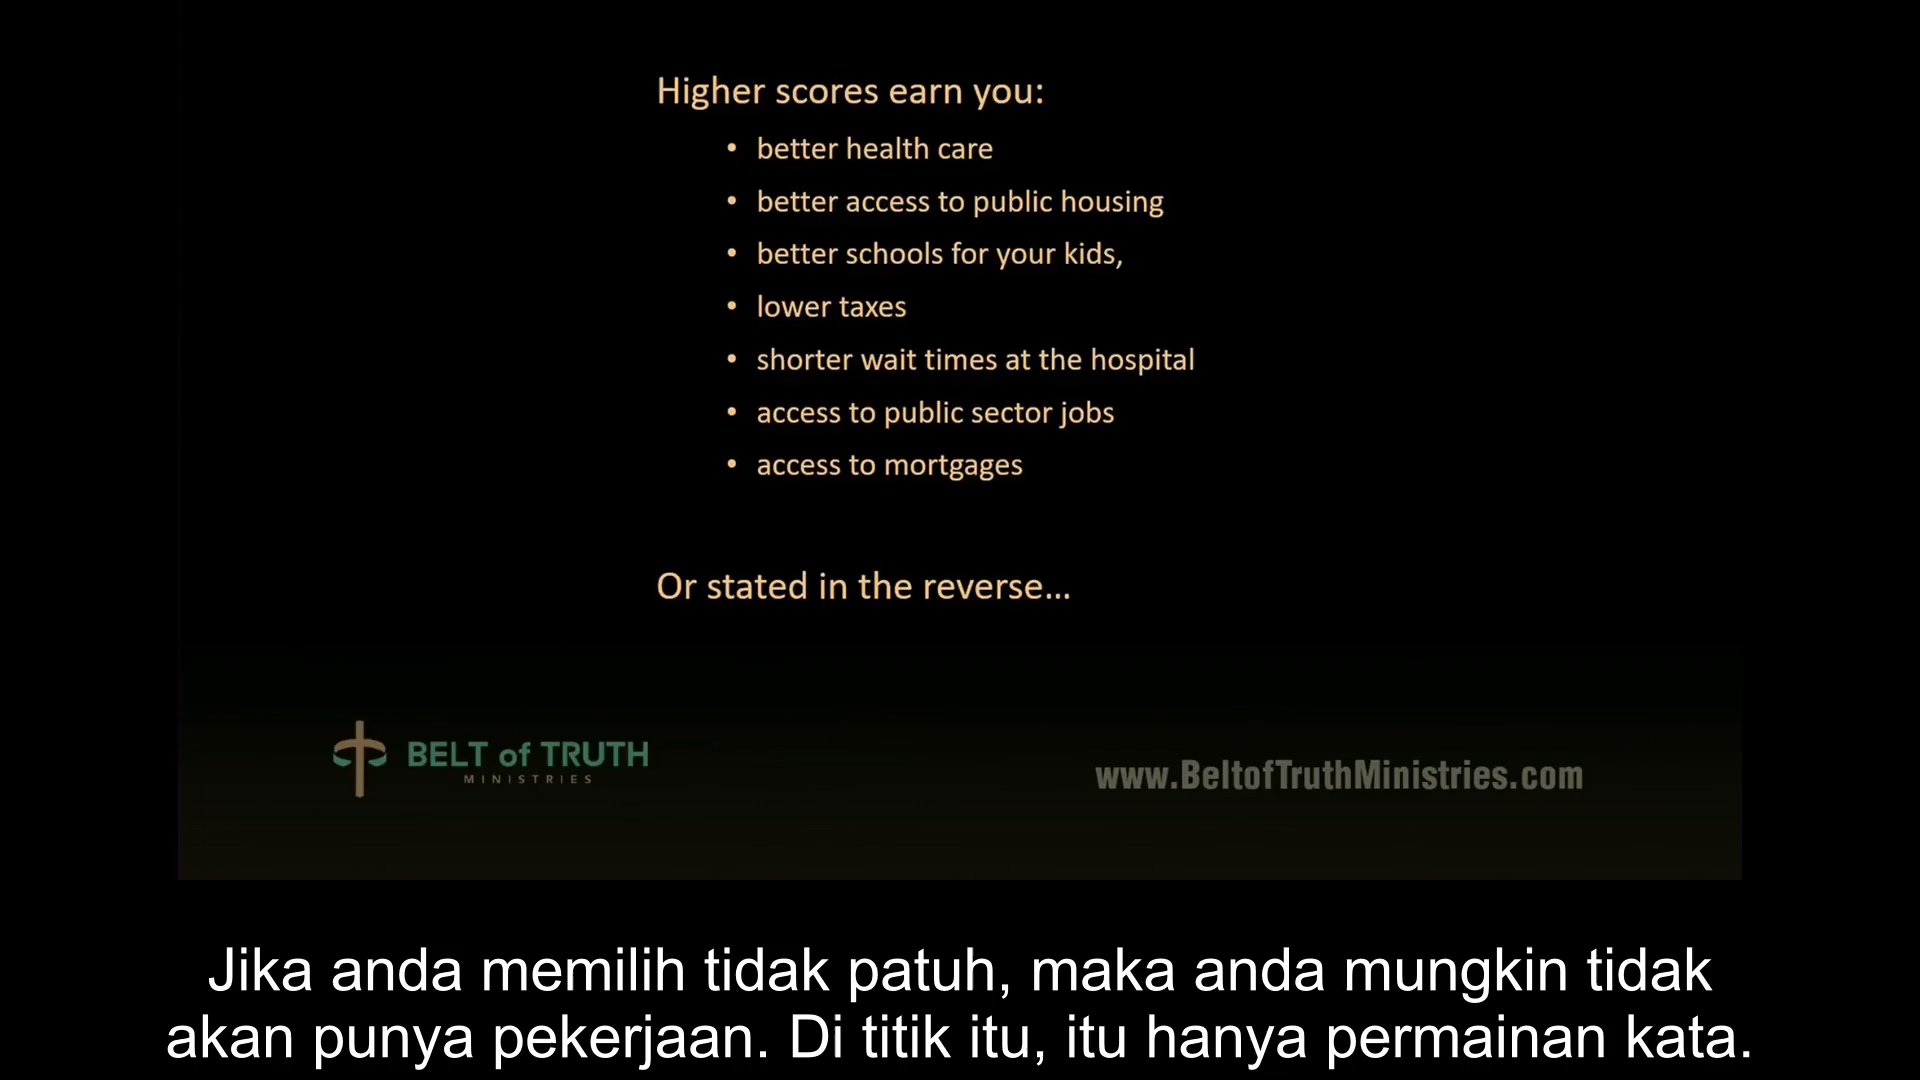 Higher scores earn you:
• better health care
• better access to public housing
• better schools for your kids,
• lower taxes
• shorter wait times at the hospital
• access to public sector jobs
• access to mortgages
Or stated in the reverse...
BELT of TRUTH
MINISTRIES
www.BeltofTruthMinistries.com
Jika anda memilih tidak patuh, maka anda mungkin tidak
akan punya pekerjaan. Di titik itu, itu hanya permainan kata.